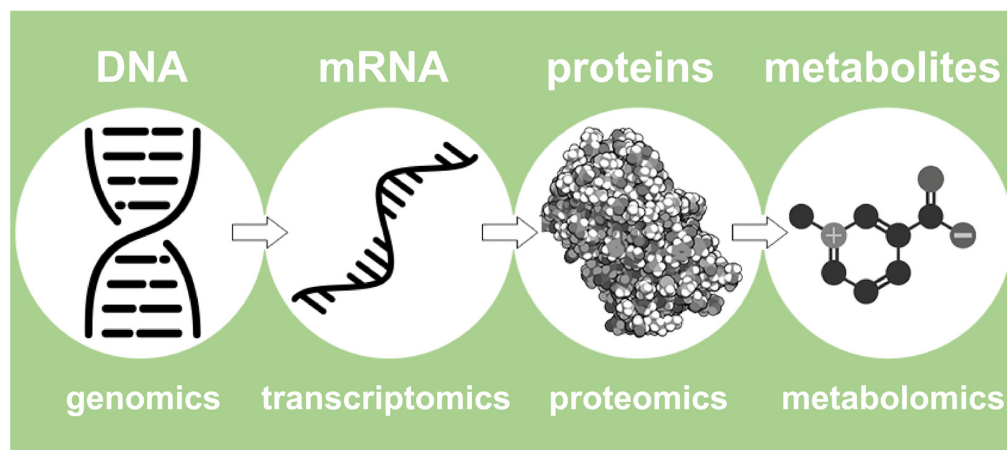 DNA
mRNA
proteins
metabolites
+
−
genomics
transcriptomics
proteomics
metabolomics